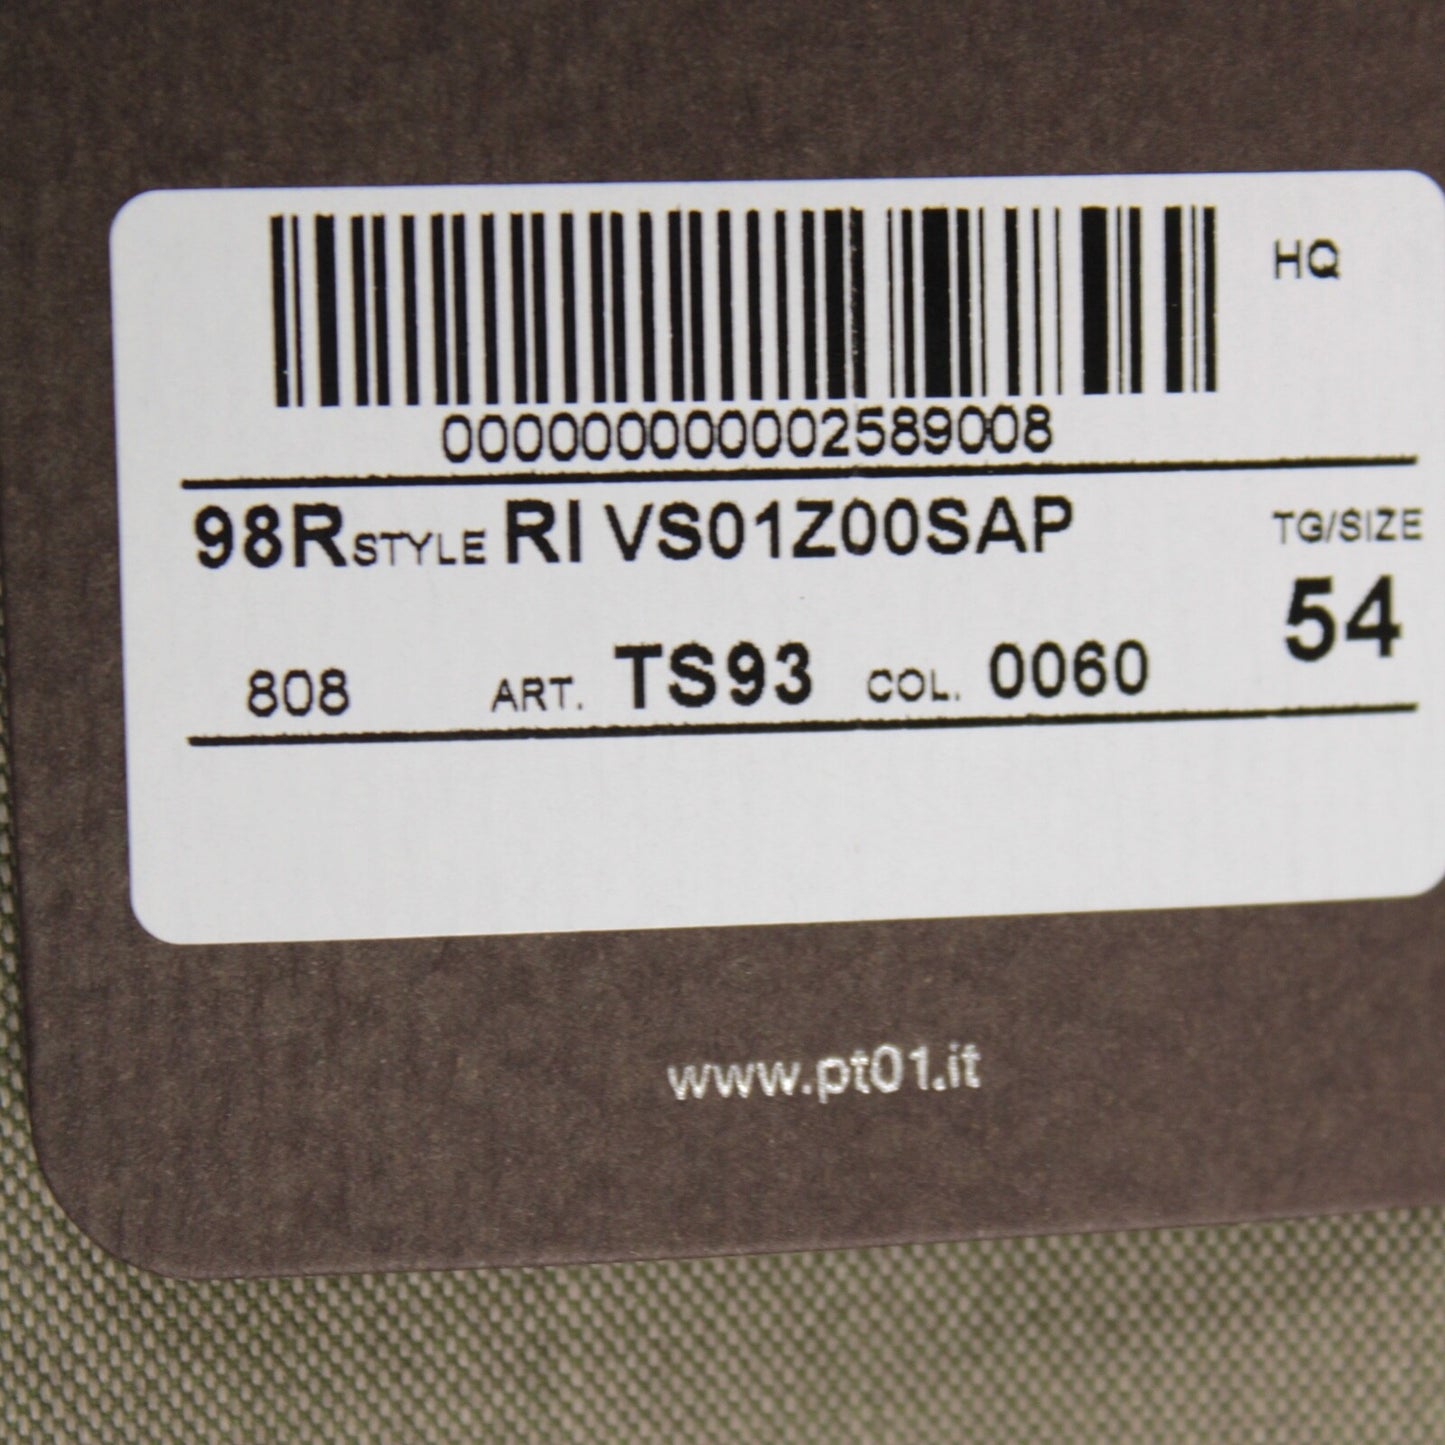 HQ
000000000002589008
98R STYLE RI VS01Z00SAP TG/SIZE
54
808 ART. TS93 COL. 0060
www.pt01.it